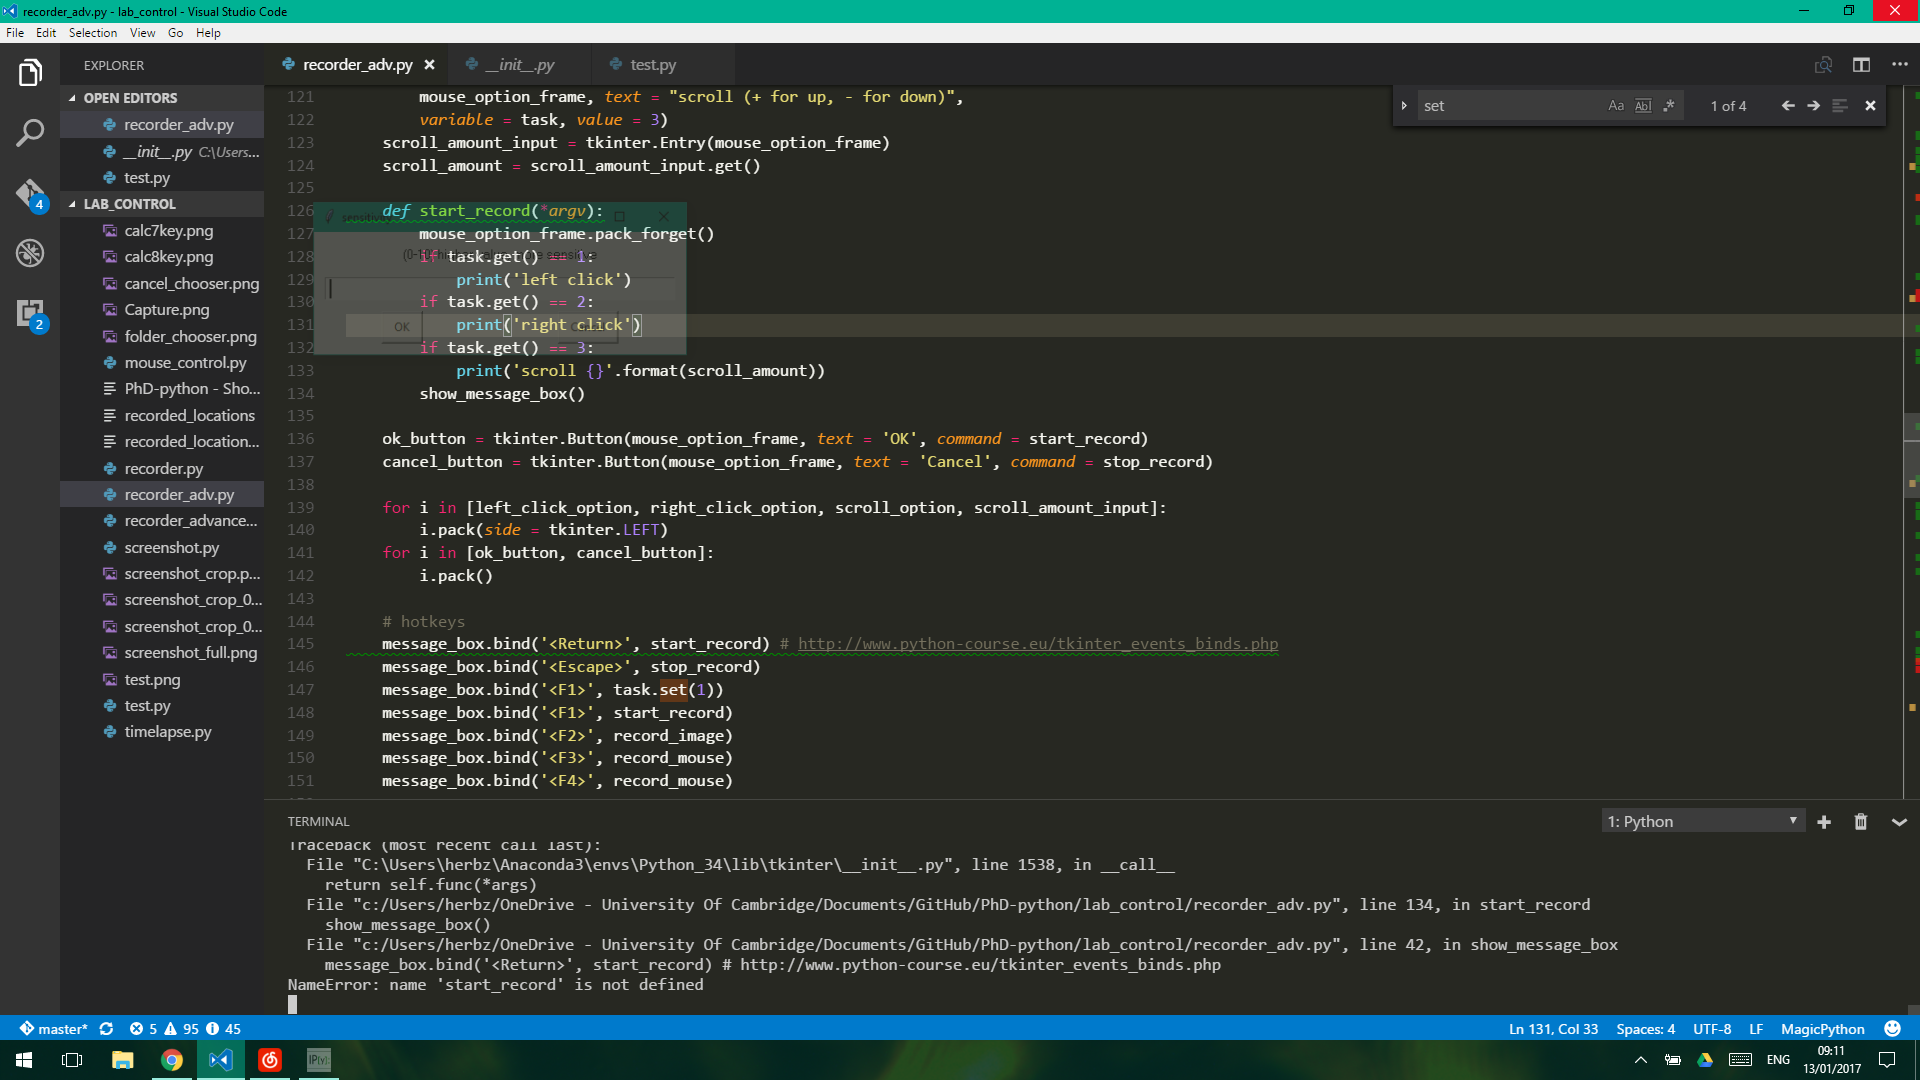 recorder_adv.py - lab_control - Visual Studio Code
File Edit Selection View Go Help
EXPLORER
OPEN EDITORS
recorder_adv.py
__init__.py C:\Users...
test.py
LAB_CONTROL
calc7key.png
calc8key.png
cancel_chooser.png
Capture.png
folder_chooser.png
mouse_control.py
PhD-python - Sho...
recorded_locations
recorded_location...
recorder.py
recorder_adv.py
recorder_advance...
screenshot.py
screenshot_crop.p...
screenshot_crop_0...
screenshot_crop_0...
screenshot_full.png
test.png
test.py
timelapse.py
4
2
recorder_adv.py __init__.py test.py
set Aa Abl .* 1 of 4
121 mouse_option_frame, text = "scroll (+ for up, - for down)",
122 variable = task, value = 3)
123 scroll_amount_input = tkinter.Entry(mouse_option_frame)
124 scroll_amount = scroll_amount_input.get()
125
126 def start_record(*argv):
127 mouse_option_frame.pack_forget()
128 if task.get() == 1:
129 print('left click')
130 if task.get() == 2:
131 print('right click')
132 if task.get() == 3:
133 print('scroll {}'.format(scroll_amount))
134 show_message_box()
135
136 ok_button = tkinter.Button(mouse_option_frame, text = 'OK', command = start_record)
137 cancel_button = tkinter.Button(mouse_option_frame, text = 'Cancel', command = stop_record)
138
139 for i in [left_click_option, right_click_option, scroll_option, scroll_amount_input]:
140 i.pack(side = tkinter.LEFT)
141 for i in [ok_button, cancel_button]:
142 i.pack()
143
144 # hotkeys
145 message_box.bind('<Return>', start_record) # http://www.python-course.eu/tkinter_events_binds.php
146 message_box.bind('<Escape>', stop_record)
147 message_box.bind('<F1>', task.set(1))
148 message_box.bind('<F1>', start_record)
149 message_box.bind('<F2>', record_image)
150 message_box.bind('<F3>', record_mouse)
151 message_box.bind('<F4>', record_mouse)
OK
TERMINAL
1: Python
Traceback (most recent call last):
File "C:\Users\herbz\Anaconda3\envs\Python_34\lib\tkinter\__init__.py", line 1538, in __call__
return self.func(*args)
File "c:/Users/herbz/OneDrive - University Of Cambridge/Documents/GitHub/PhD-python/lab_control/recorder_adv.py", line 134, in start_record
show_message_box()
File "c:/Users/herbz/OneDrive - University Of Cambridge/Documents/GitHub/PhD-python/lab_control/recorder_adv.py", line 42, in show_message_box
message_box.bind('<Return>', start_record) # http://www.python-course.eu/tkinter_events_binds.php
NameError: name 'start_record' is not defined
master* 5 95 45
Ln 131, Col 33 Spaces: 4 UTF-8 LF MagicPython
IP[y]:
ENG
09:11
13/01/2017